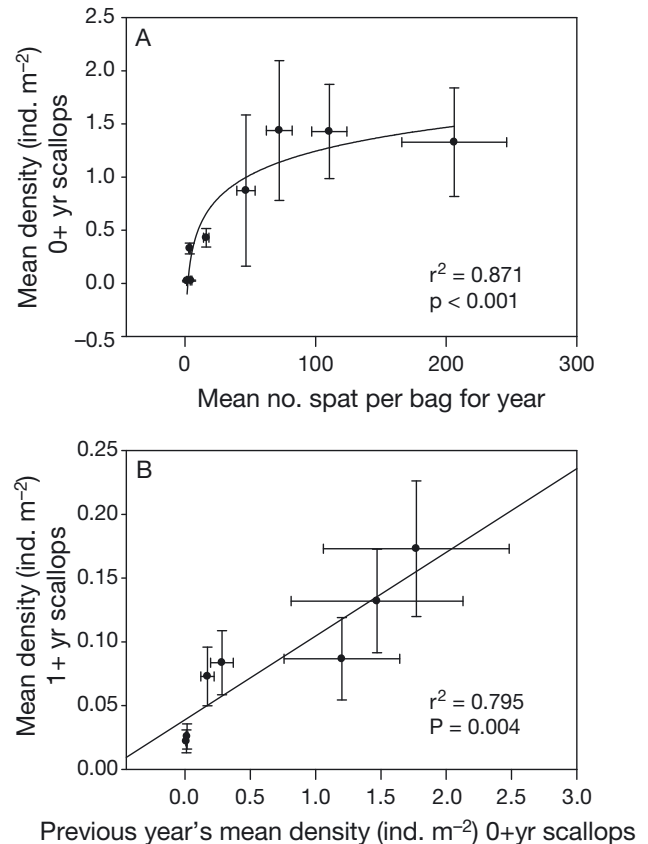 A
2.5
2.0
1.5
1.0
0.5
0.0
−0.5
Mean density (ind. m−2)
0+ yr scallops
r2 = 0.871
p < 0.001
0 100 200 300
Mean no. spat per bag for year
B
0.25
0.20
0.15
0.10
0.05
0.00
Mean density (ind. m−2)
1+ yr scallops
r2 = 0.795
P = 0.004
0.0 0.5 1.0 1.5 2.0 2.5 3.0
Previous year's mean density (ind. m−2) 0+yr scallops